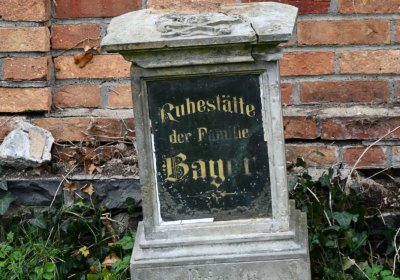 Ruhestätte
der Familie
Bayer